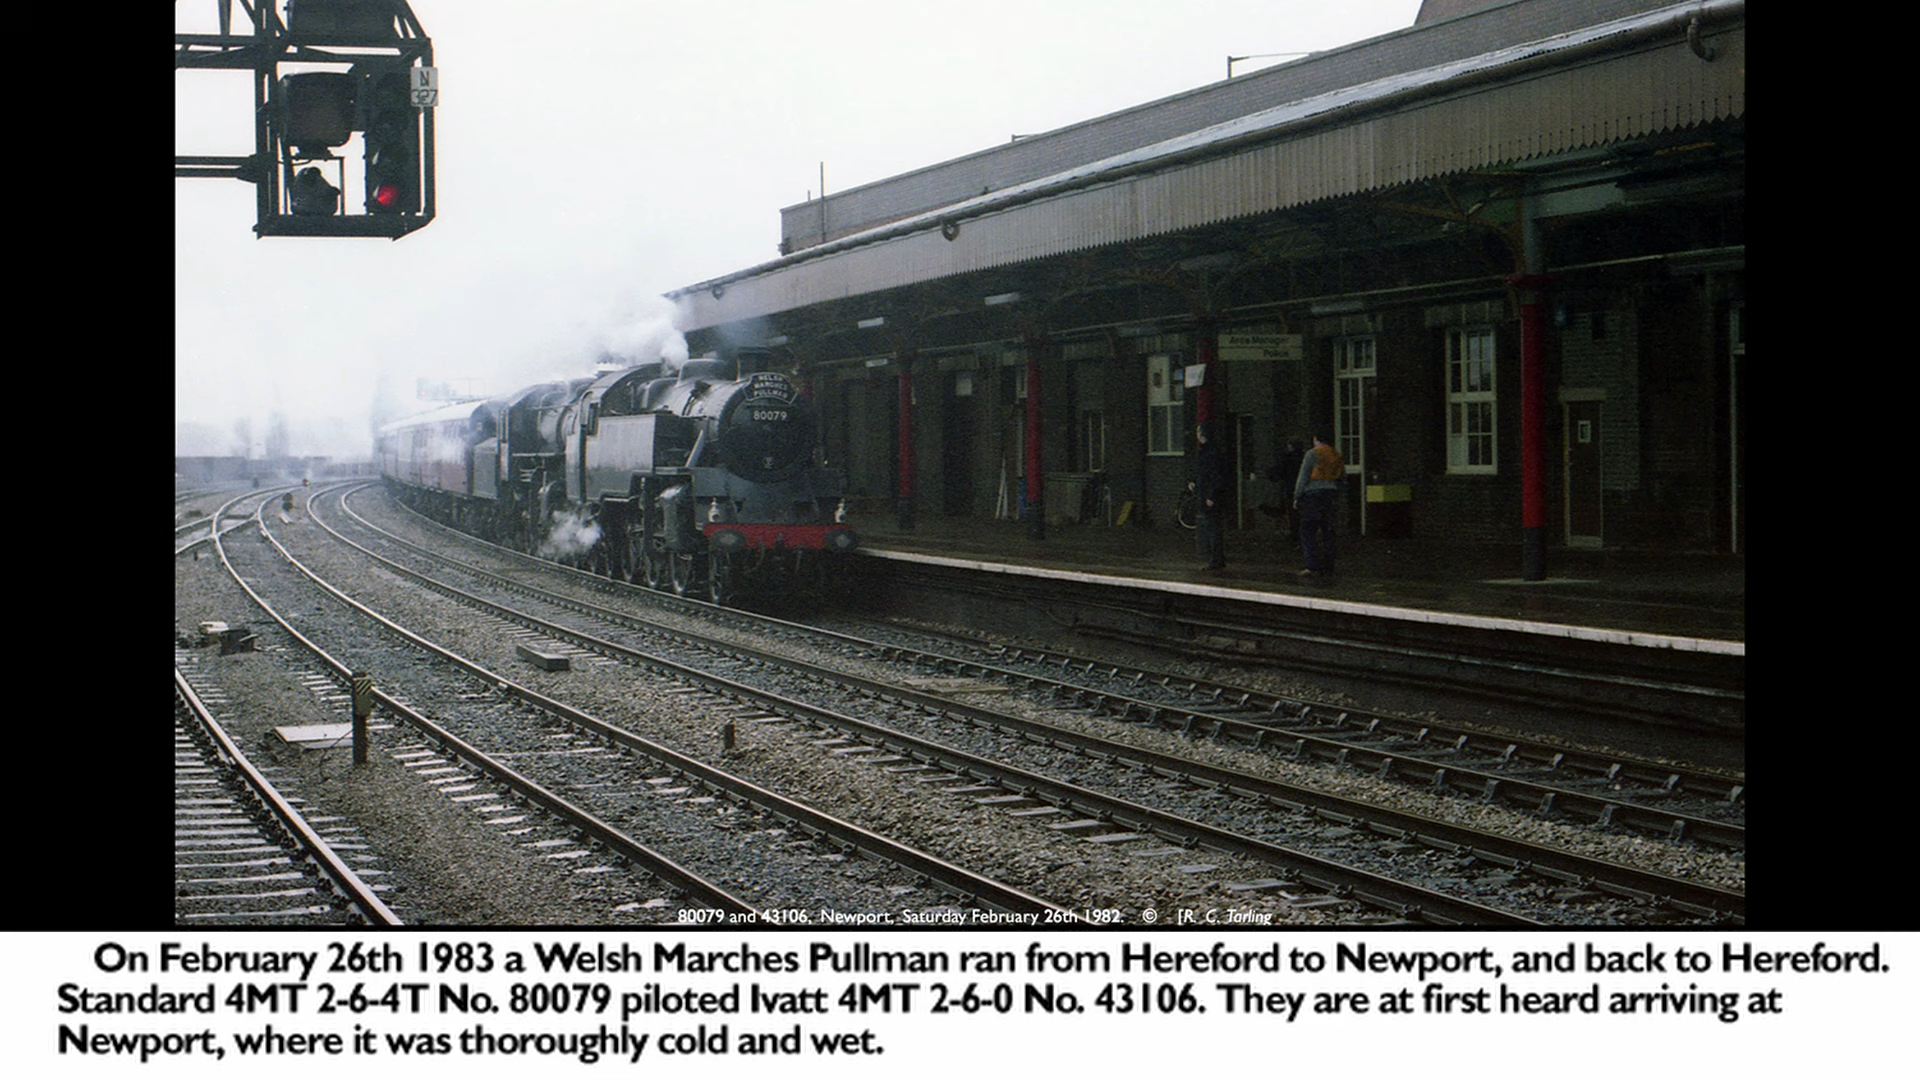 N
327
WELSH
MARCHES
PULLMAN
80079
Area Manager
Police
80079 and 43106, Newport, Saturday February 26th 1982. © [R. C. Tarling
On February 26th 1983 a Welsh Marches Pullman ran from Hereford to Newport, and back to Hereford.
Standard 4MT 2-6-4T No. 80079 piloted Ivatt 4MT 2-6-0 No. 43106. They are at first heard arriving at
Newport, where it was thoroughly cold and wet.